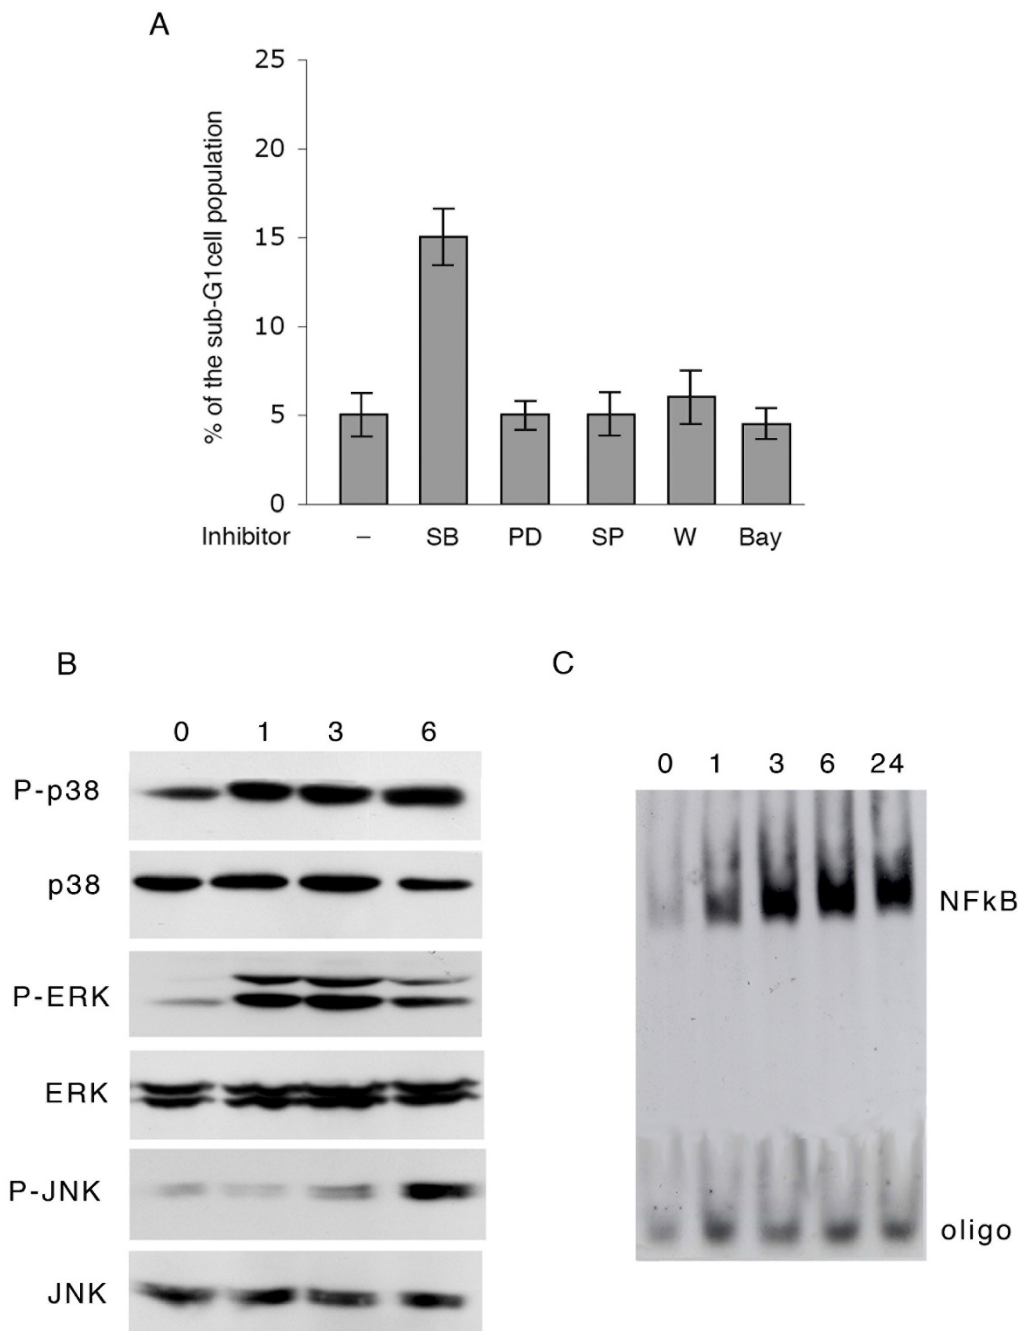 A
25
20
15
10
5
0
% of the sub-G1cell population
Inhibitor – SB PD SP W Bay
B
0 1 3 6
P-p38
p38
P-ERK
ERK
P-JNK
JNK
C
0 1 3 6 24
NFkB
oligo